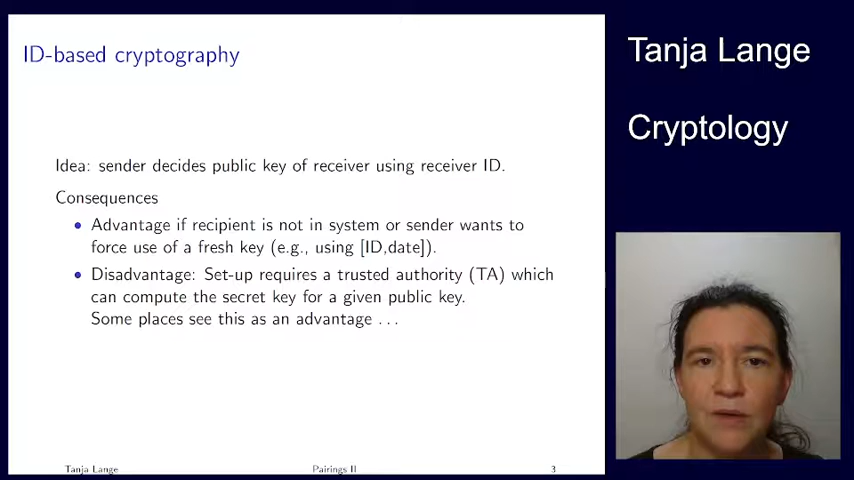 ID-based cryptography
Idea: sender decides public key of receiver using receiver ID.
Consequences
• Advantage if recipient is not in system or sender wants to
force use of a fresh key (e.g., using [ID,date]).
• Disadvantage: Set-up requires a trusted authority (TA) which
can compute the secret key for a given public key.
Some places see this as an advantage . . .
Tanja Lange
Pairings II
3
Tanja Lange
Cryptology